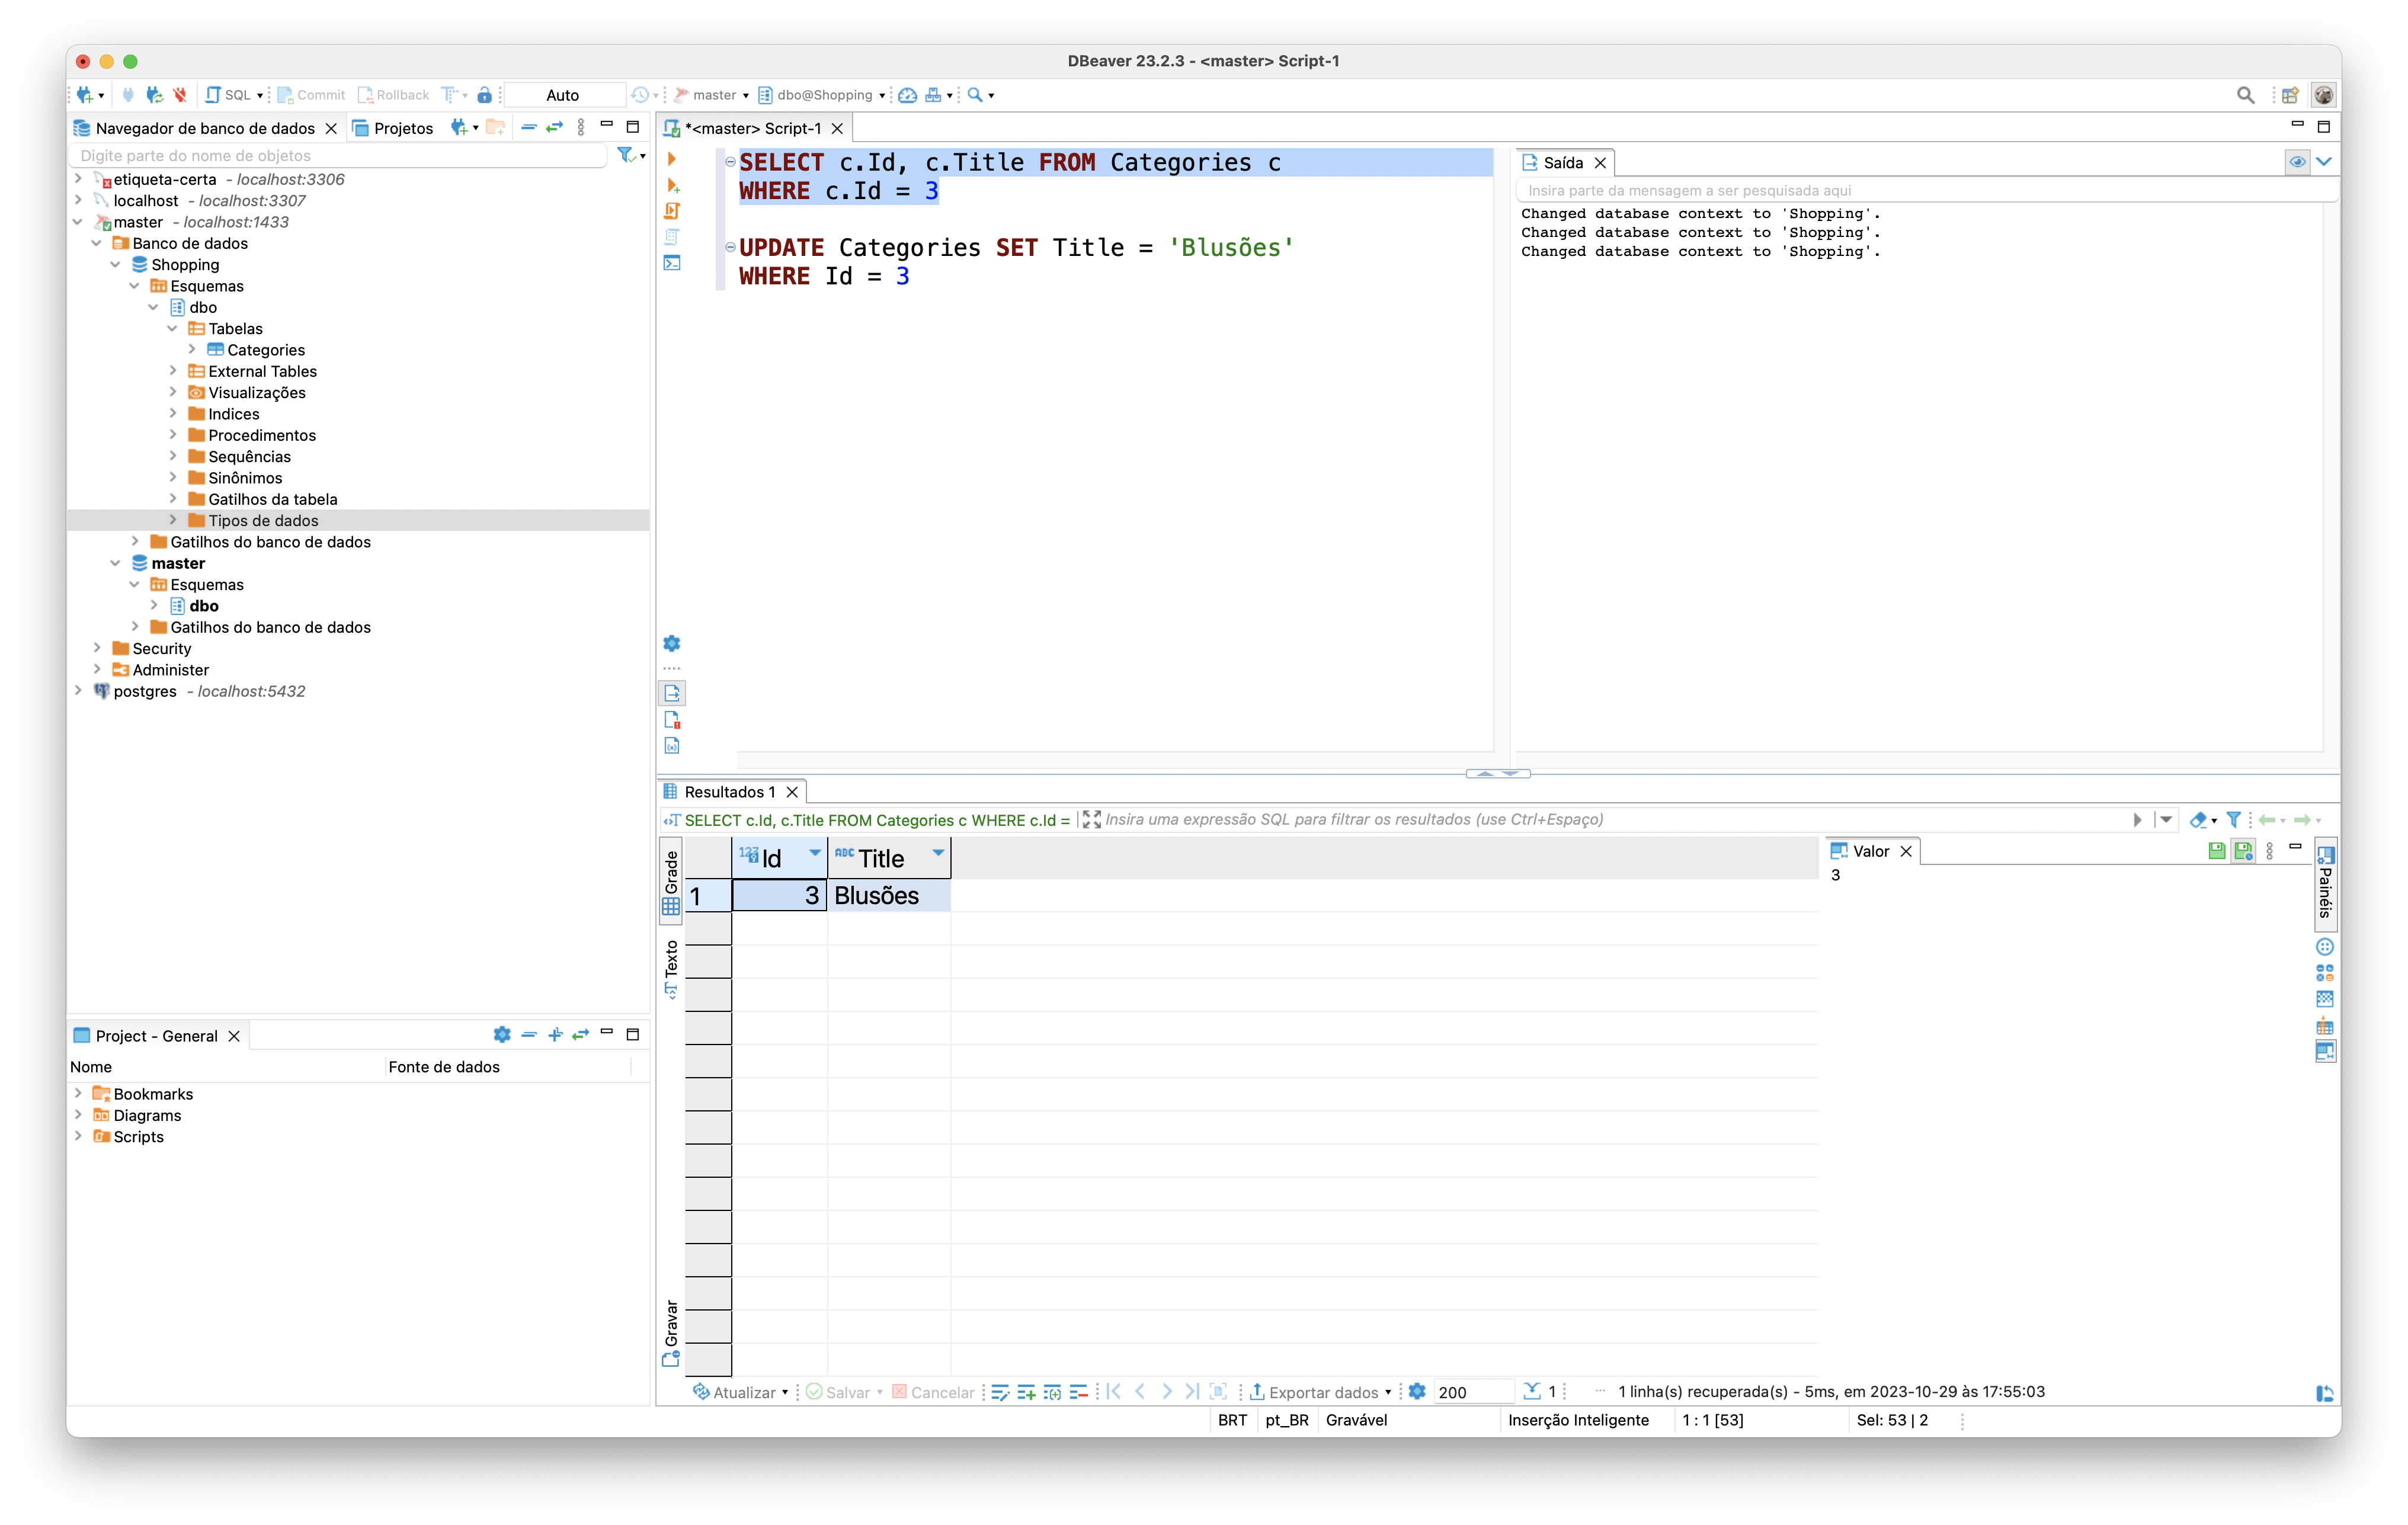 DBeaver 23.2.3 - <master> Script-1
SQL
Commit
Rollback
Auto
master
dbo@Shopping
Navegador de banco de dados
Projetos
Digite parte do nome de objetos
etiqueta-certa - localhost:3306
localhost - localhost:3307
master - localhost:1433
Banco de dados
Shopping
Esquemas
dbo
Tabelas
Categories
External Tables
Visualizações
Indices
Procedimentos
Sequências
Sinônimos
Gatilhos da tabela
Tipos de dados
Gatilhos do banco de dados
master
Esquemas
dbo
Gatilhos do banco de dados
Security
Administer
postgres - localhost:5432
Project - General
Nome
Fonte de dados
Bookmarks
Diagrams
Scripts
*<master> Script-1
SELECT c.Id, c.Title FROM Categories c
WHERE c.Id = 3
UPDATE Categories SET Title = 'Blusões'
WHERE Id = 3
Saída
Insira parte da mensagem a ser pesquisada aqui
Changed database context to 'Shopping'.
Changed database context to 'Shopping'.
Changed database context to 'Shopping'.
Resultados 1
SELECT c.Id, c.Title FROM Categories c WHERE c.Id =
Insira uma expressão SQL para filtrar os resultados (use Ctrl+Espaço)
Grade
Texto
Gravar
123 Id
ABC Title
1
3
Blusões
Valor
3
Painéis
Atualizar
Salvar
Cancelar
Exportar dados
200
1
1 linha(s) recuperada(s) - 5ms, em 2023-10-29 às 17:55:03
BRT
pt_BR
Gravável
Inserção Inteligente
1 : 1 [53]
Sel: 53 | 2